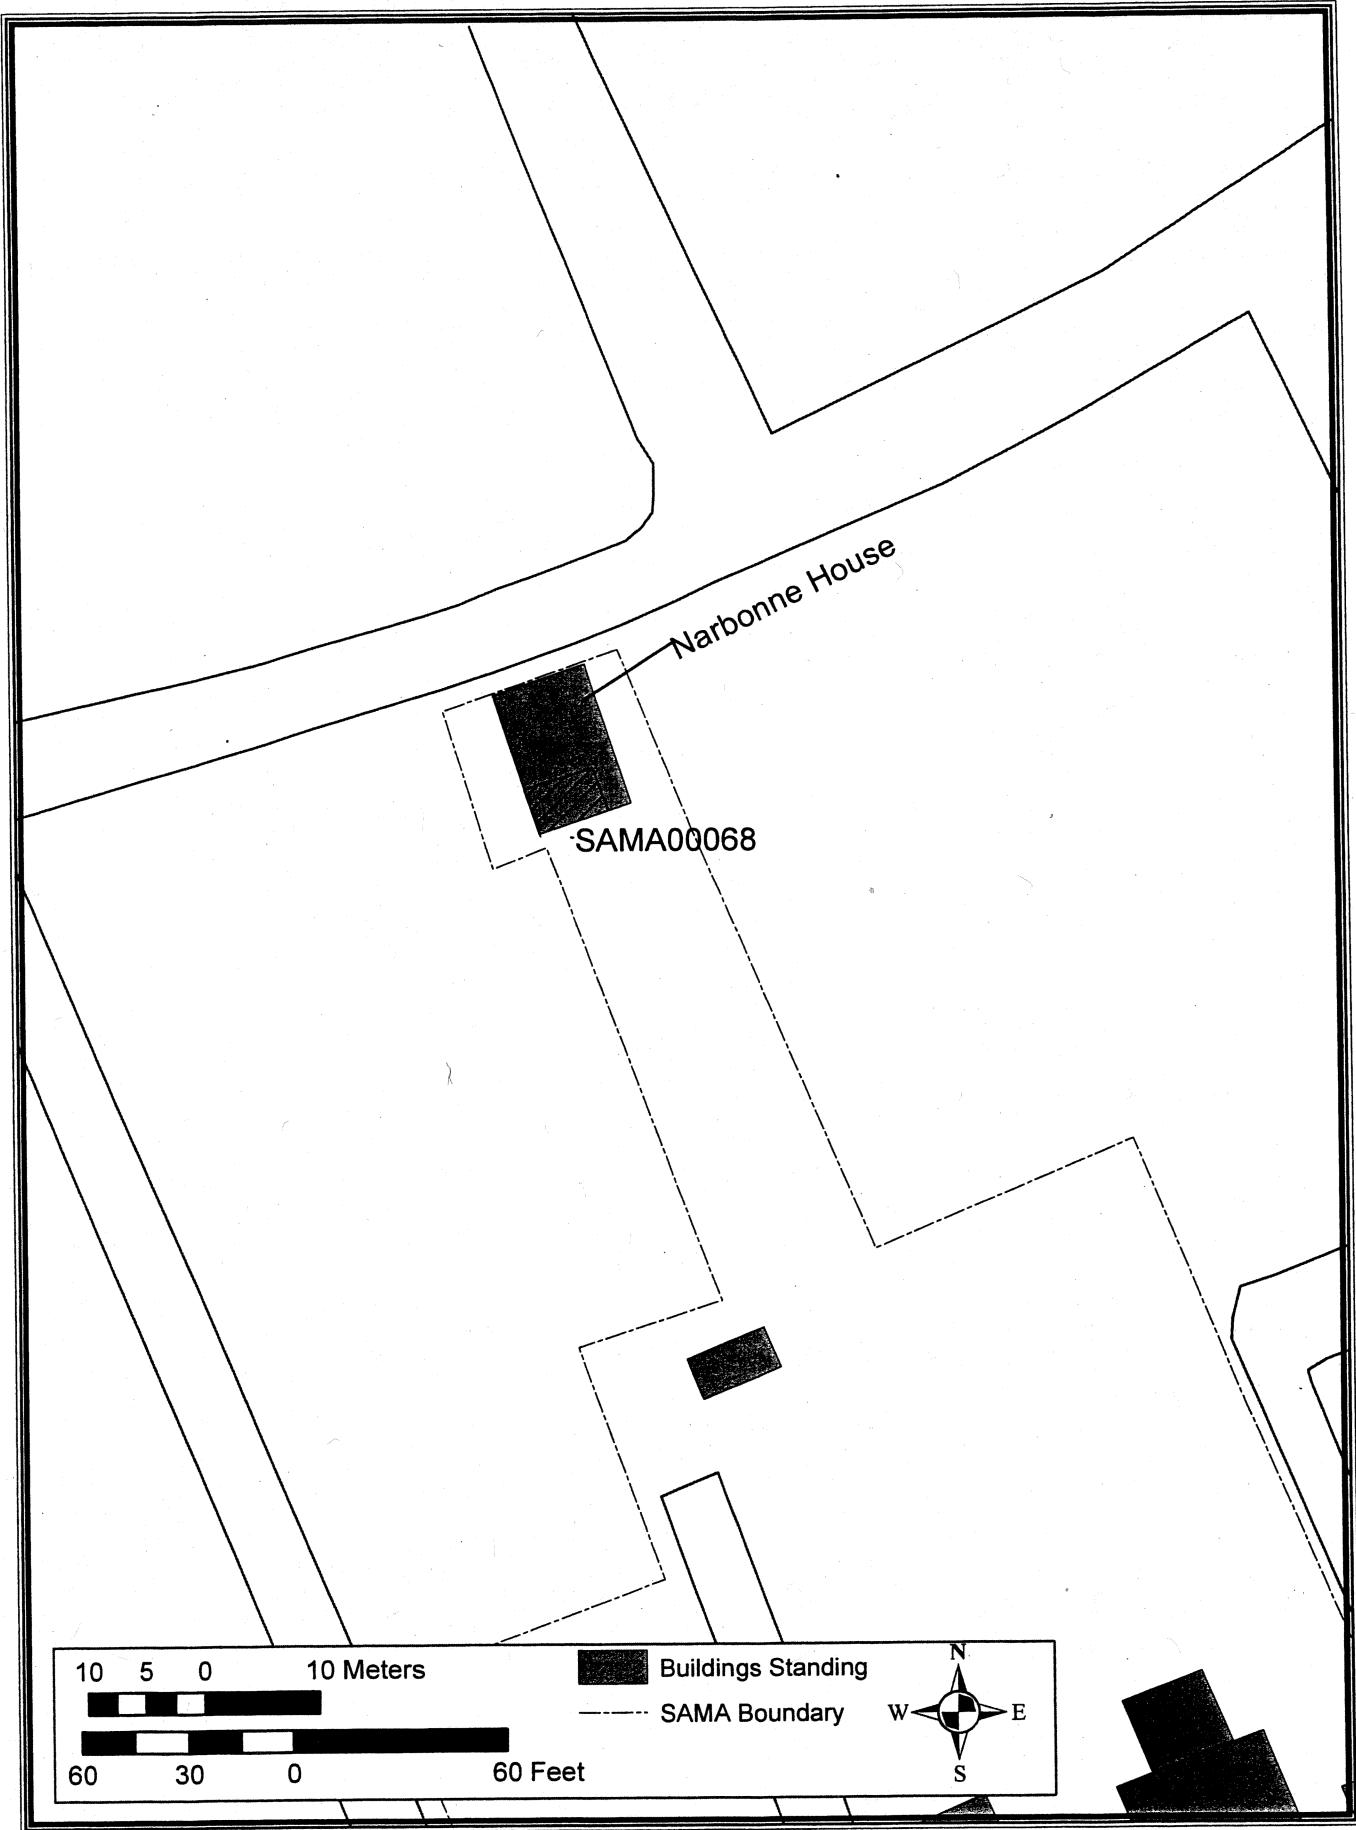 Narbonne House
SAMA00068
10 5 0 10 Meters
60 30 0 60 Feet
Buildings Standing
SAMA Boundary
N
W E
S